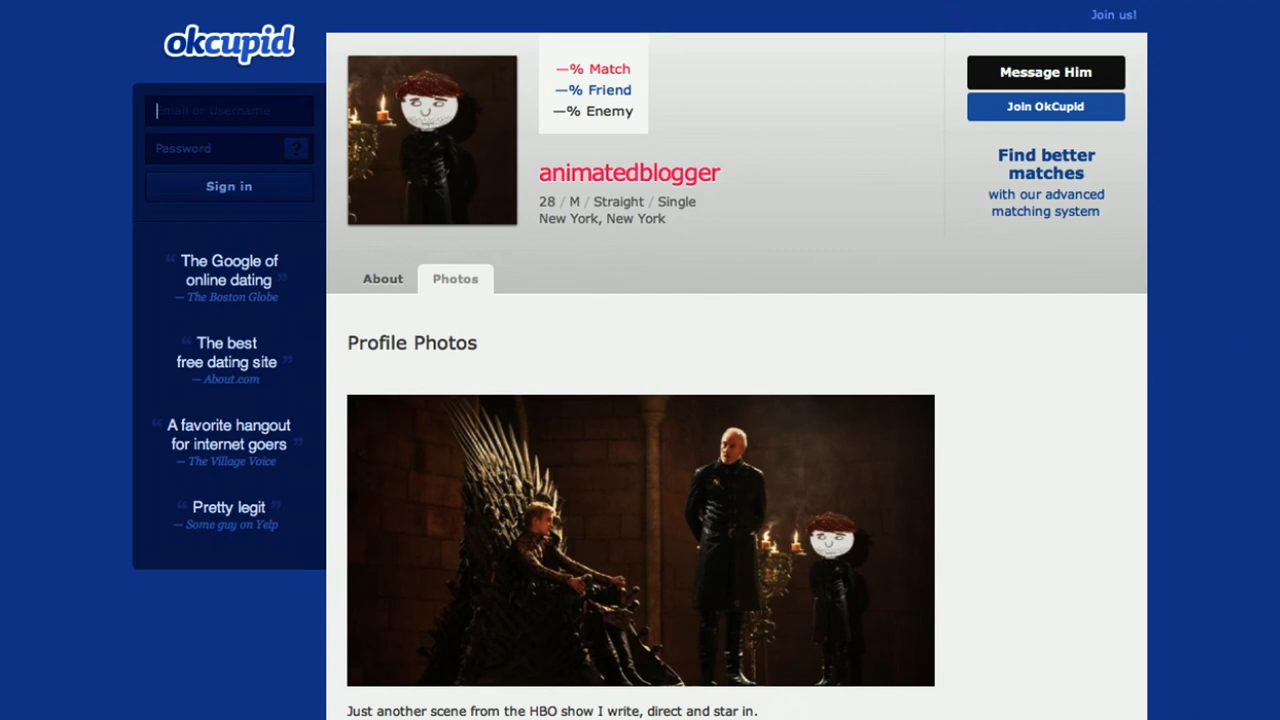 Join us!
okcupid
Email or Username
Password
?
Sign in
“ The Google of
online dating ”
— The Boston Globe
“ The best
free dating site ”
— About.com
“ A favorite hangout
for internet goers ”
— The Village Voice
“ Pretty legit ”
— Some guy on Yelp
—% Match
—% Friend
—% Enemy
animatedblogger
28 / M / Straight / Single
New York, New York
Message Him
Join OkCupid
Find better
matches
with our advanced
matching system
About
Photos
Profile Photos
Just another scene from the HBO show I write, direct and star in.